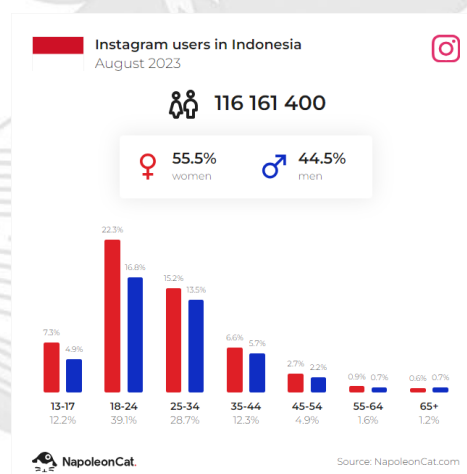 Instagram users in Indonesia
August 2023
116 161 400
55.5%
women
44.5%
men
7.3% 4.9% 22.3% 16.8% 15.2% 13.5% 6.6% 5.7% 2.7% 2.2% 0.9% 0.7% 0.6% 0.7%
13-17 18-24 25-34 35-44 45-54 55-64 65+
12.2% 39.1% 28.7% 12.3% 4.9% 1.6% 1.2%
NapoleonCat. Source: NapoleonCat.com